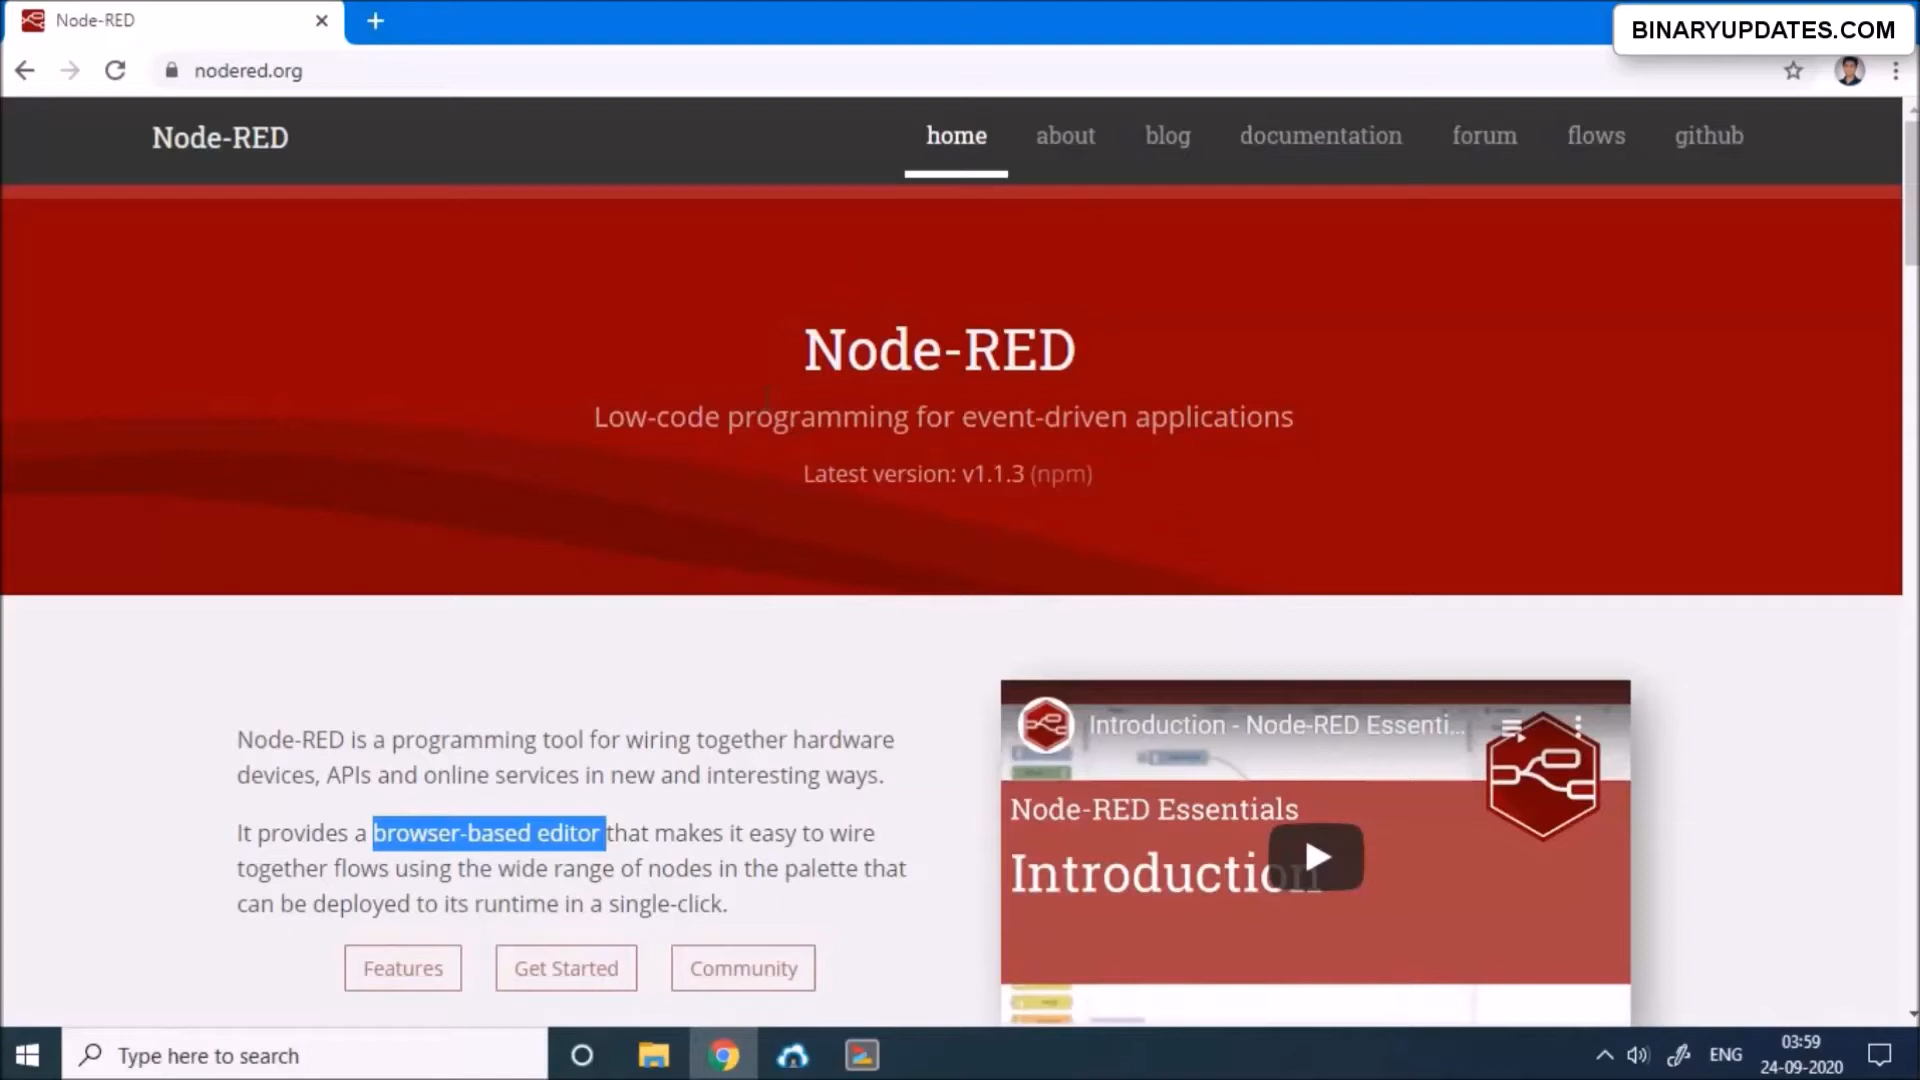 Node-RED
BINARYUPDATES.COM
nodered.org
Node-RED
home about blog documentation forum flows github
Node-RED
Low-code programming for event-driven applications
Latest version: v1.1.3 (npm)
Node-RED is a programming tool for wiring together hardware
devices, APIs and online services in new and interesting ways.
It provides a browser-based editor that makes it easy to wire
together flows using the wide range of nodes in the palette that
can be deployed to its runtime in a single-click.
Features Get Started Community
Introduction - Node-RED Essenti...
Node-RED Essentials
Introduction
Type here to search
ENG
03:59
24-09-2020